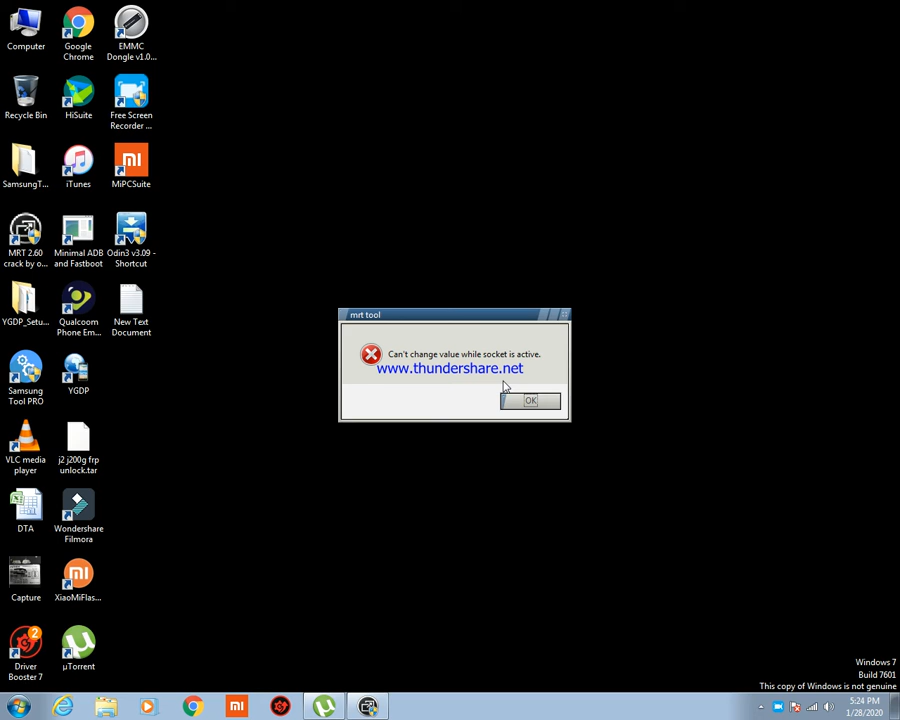 Computer
Google
Chrome
EMMC
Dongle v1.0...
Recycle Bin
HiSuite
Free Screen
Recorder ...
SamsungT...
iTunes
MiPCSuite
MRT 2.60
crack by o...
Minimal ADB
and Fastboot
Odin3 v3.09 -
Shortcut
YGDP_Setu...
Qualcoom
Phone Em...
New Text
Document
Samsung
Tool PRO
YGDP
VLC media
player
j2 j200g frp
unlock.tar
DTA
Wondershare
Filmora
Capture
XiaoMiFlas...
2
Driver
Booster 7
µTorrent
mrt tool
Can't change value while socket is active.
www.thundershare.net
OK
Windows 7
Build 7601
This copy of Windows is not genuine
5:24 PM
1/28/2020